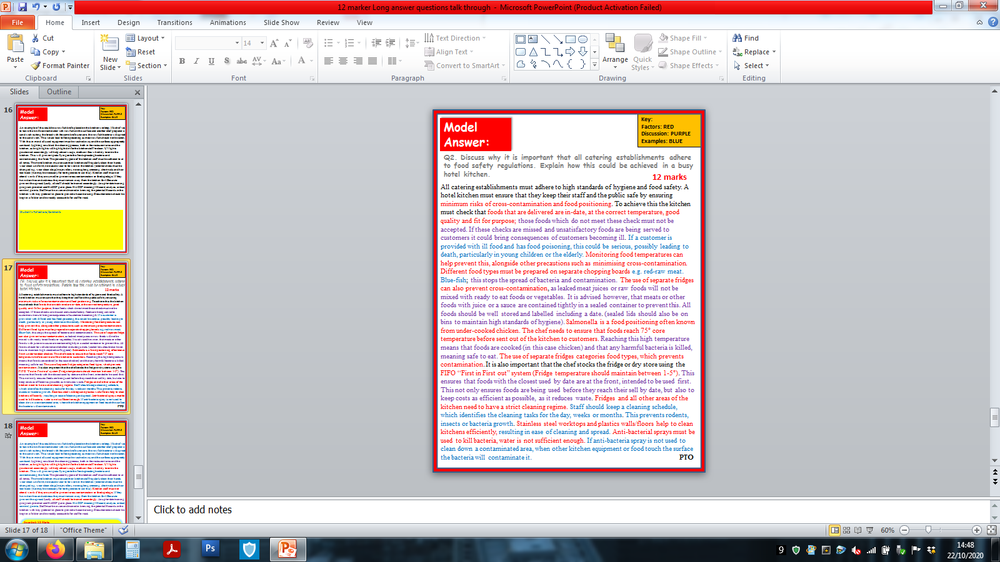 12 marker Long answer questions talk through - Microsoft PowerPoint (Product Activation Failed)
File Home Insert Design Transitions Animations Slide Show Review View
Paste
Cut
Copy
Format Painter
Clipboard
New Slide
Layout
Reset
Section
Slides
14
Font
Text Direction
Align Text
Convert to SmartArt
Paragraph
Arrange
Quick Styles
Shape Fill
Shape Outline
Shape Effects
Drawing
Find
Replace
Select
Editing
Slides Outline
16
Model Answer:
17
Model Answer:
12 marks
PTO
18
Model Answer:
Model
Answer:
Key:
Factors: RED
Discussion: PURPLE
Examples: BLUE
Q2. Discuss why it is important that all catering establishments adhere
to food safety regulations. Explain how this could be achieved in a busy
hotel kitchen.
12 marks
All catering establishments must adhere to high standards of hygiene and food safety. A
hotel kitchen must ensure that they keep their staff and the public safe by ensuring
minimum risks of cross-contamination and food positioning. To achieve this the kitchen
must check that foods that are delivered are in-date, at the correct temperature, good
quality and fit for purpose; those foods which do not meet these check must not be
accepted. If these checks are missed and unsatisfactory foods are being served to
customers it could bring consequences of customers becoming ill. If a customer is
provided with ill food and has food poisoning, this could be serious, possibly leading to
death, particularly in young children or the elderly. Monitoring food temperatures can
help prevent this, alongside other precautions such as minimising cross-contamination.
Different food types must be prepared on separate chopping boards e.g. red-raw meat.
Blue-fish; this stops the spread of bacteria and contamination. The use of separate fridges
can also prevent cross-contamination, as leaked meat juices or raw foods will not be
mixed with ready to eat foods or vegetables. It is advised however, that meats or other
foods with juice or a sauce are contained tightly in a sealed container to prevent this. All
foods should be well stored and labelled including a date. (sealed lids should also be on
bins to maintain high standards of hygiene). Salmonella is a food positioning often known
from under-cooked chicken. The chef needs to ensure that foods reach 75° core
temperature before sent out of the kitchen to customers. Reaching this high temperature
means that foods are cooked (in this case chicken) and that any harmful bacteria is killed,
meaning safe to eat. The use of separate fridges categories food types, which prevents
contamination. It is also important that the chef stocks the fridge or dry store using the
FIFO “First in First out” system (Fridge temperature should maintain between 1-5°). This
ensures that foods with the closest used by date are at the front, intended to be used first.
This not only ensures foods are being used before they reach their sell by date, but also to
keep costs as efficient as possible, as it reduces waste. Fridges and all other areas of the
kitchen need to have a strict cleaning regime. Staff should keep a cleaning schedule,
which identifies the cleaning tasks for the day, weeks or months. This prevents rodents,
insects or bacteria growth. Stainless steel worktops and plastics walls/floors help to clean
kitchens efficiently, resulting in ease of cleaning and spread. Anti-bacterial sprays must be
used to kill bacteria, water is not sufficient enough. If anti-bacteria spray is not used to
clean down a contaminated area, when other kitchen equipment or food touch the surface
the bacteria will contaminate it.
PTO
Click to add notes
Slide 17 of 18 "Office Theme" 60%
Ps
9
14:48
22/10/2020